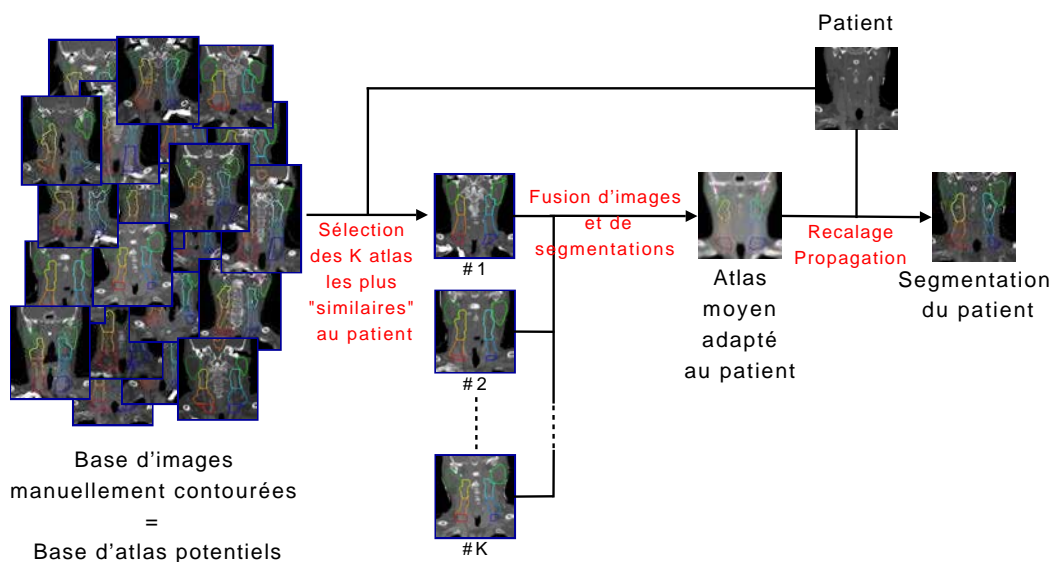 Patient
Sélection
des K atlas
les plus
"similaires"
au patient
#1
#2
#K
Fusion d'images
et de
segmentations
Atlas
moyen
adapté
au patient
Recalage
Propagation
Segmentation
du patient
Base d'images
manuellement contourées
=
Base d'atlas potentiels